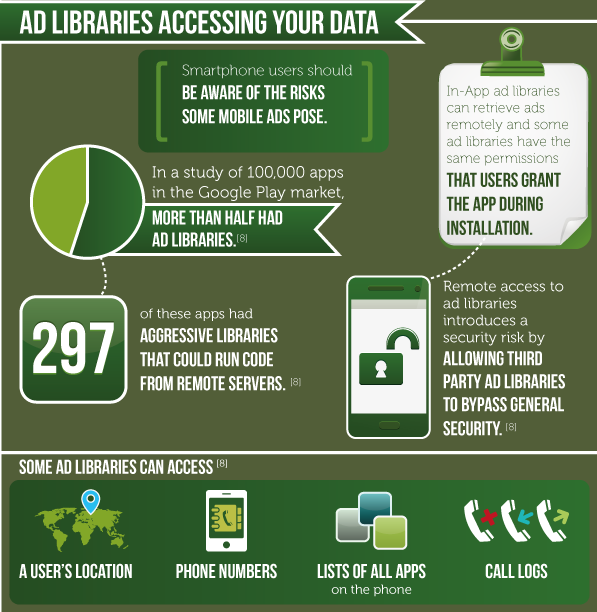 AD LIBRARIES ACCESSING YOUR DATA
Smartphone users should
BE AWARE OF THE RISKS
SOME MOBILE ADS POSE.
In-App ad libraries
can retrieve ads
remotely and some
ad libraries have the
same permissions
THAT USERS GRANT
THE APP DURING
INSTALLATION.
In a study of 100,000 apps
in the Google Play market,
MORE THAN HALF HAD
AD LIBRARIES.[8]
297
of these apps had
AGGRESSIVE LIBRARIES
THAT COULD RUN CODE
FROM REMOTE SERVERS. [8]
Remote access to
ad libraries
introduces a
security risk by
ALLOWING THIRD
PARTY AD LIBRARIES
TO BYPASS GENERAL
SECURITY. [8]
SOME AD LIBRARIES CAN ACCESS [8]
A USER'S LOCATION
PHONE NUMBERS
LISTS OF ALL APPS
on the phone
CALL LOGS